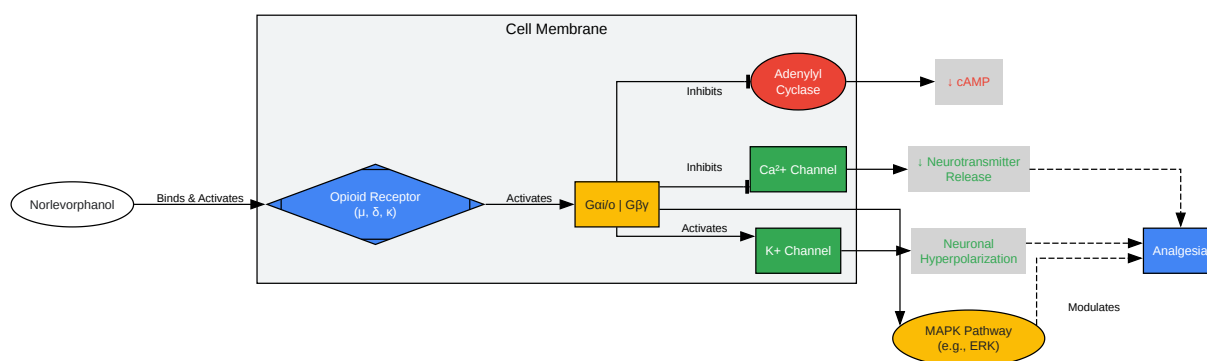 Cell Membrane
Adenylyl
Cyclase
↓ cAMP
Inhibits
Inhibits
Ca²+ Channel
↓ Neurotransmitter
Release
Norlevorphanol
Binds & Activates
Opioid Receptor
(μ, δ, κ)
Activates
Gαi/o | Gβγ
Activates
K+ Channel
Neuronal
Hyperpolarization
Analgesia
Modulates
MAPK Pathway
(e.g., ERK)